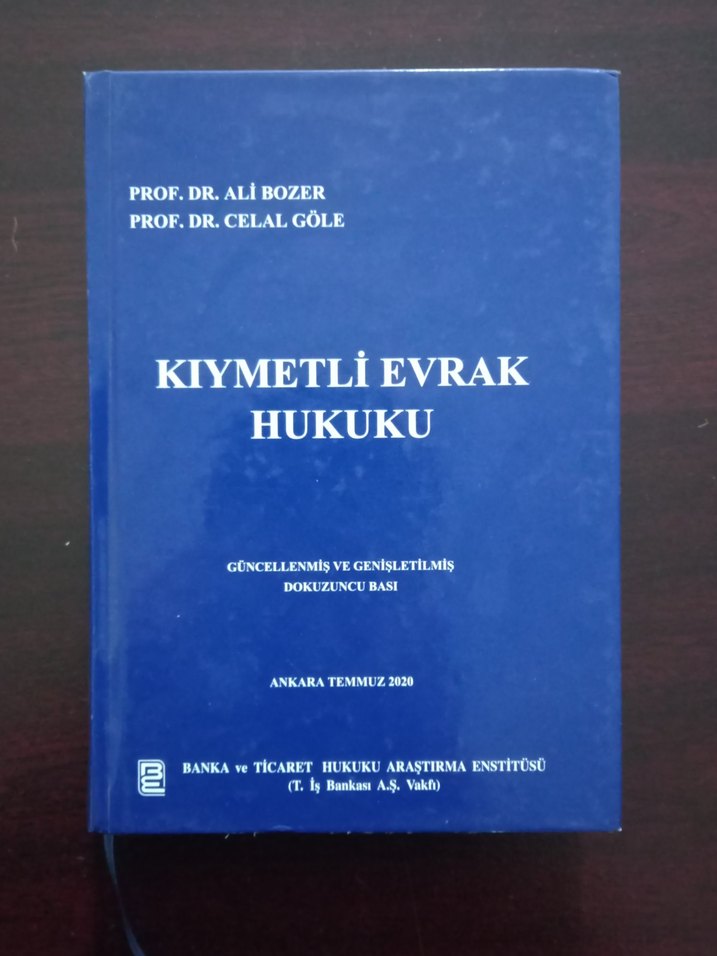 PROF. DR. ALİ BOZER
PROF. DR. CELAL GÖLE
KIYMETLİ EVRAK
HUKUKU
GÜNCELLENMİŞ VE GENİŞLETİLMİŞ
DOKUZUNCU BASI
ANKARA TEMMUZ 2020
BANKA ve TİCARET HUKUKU ARAŞTIRMA ENSTİTÜSÜ
(T. İş Bankası A.Ş. Vakfı)